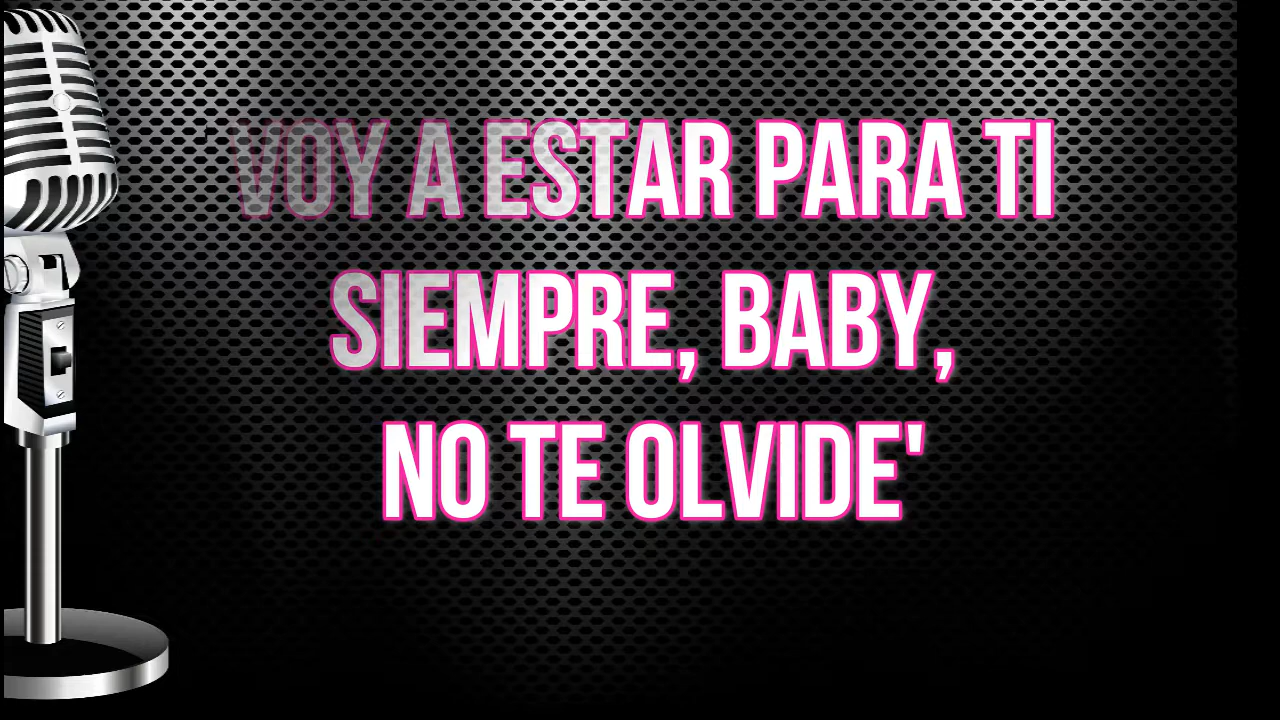 VOY A ESTAR PARA TI
SIEMPRE, BABY,
NO TE OLVIDE'